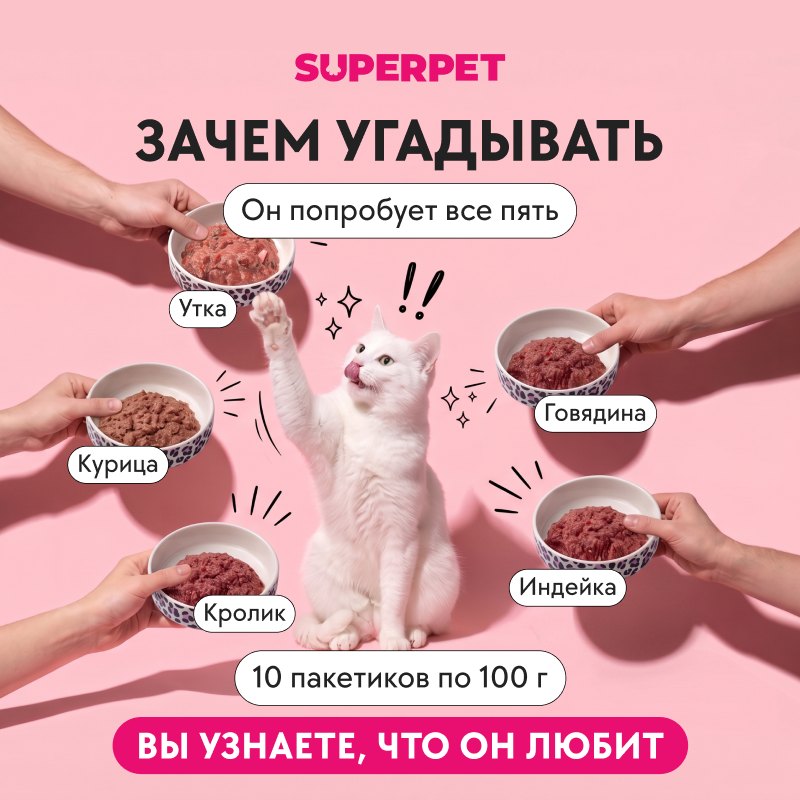 SUPERPET
ЗАЧЕМ УГАДЫВАТЬ
Он попробует все пять
Утка
Говядина
Курица
Индейка
Кролик
10 пакетиков по 100 г
ВЫ УЗНАЕТЕ, ЧТО ОН ЛЮБИТ